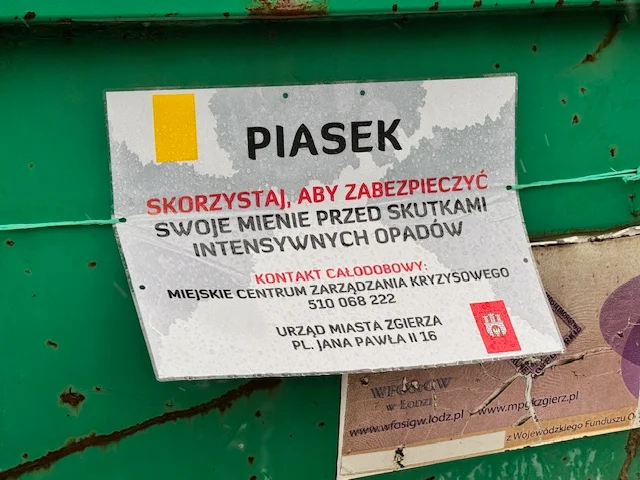 PIASEK
SKORZYSTAJ, ABY ZABEZPIECZYĆ
SWOJE MIENIE PRZED SKUTKAMI
INTENSYWNYCH OPADÓW
KONTAKT CAŁODOBOWY:
MIEJSKIE CENTRUM ZARZĄDZANIA KRYZYSOWEGO
510 068 222
URZĄD MIASTA ZGIERZA
PL. JANA PAWŁA II 16
WFOŚiGW
w Łodzi
www.wfosigw.lodz.pl - www.mpgkzgierz.pl
z Wojewódzkiego Funduszu